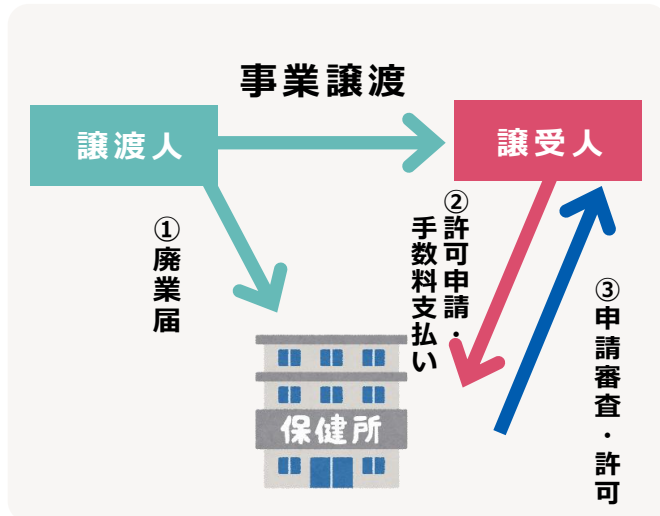 事業譲渡
譲渡人
譲受人
①廃業届
②許可申請・
手数料支払い
③申請審査・許可
保健所